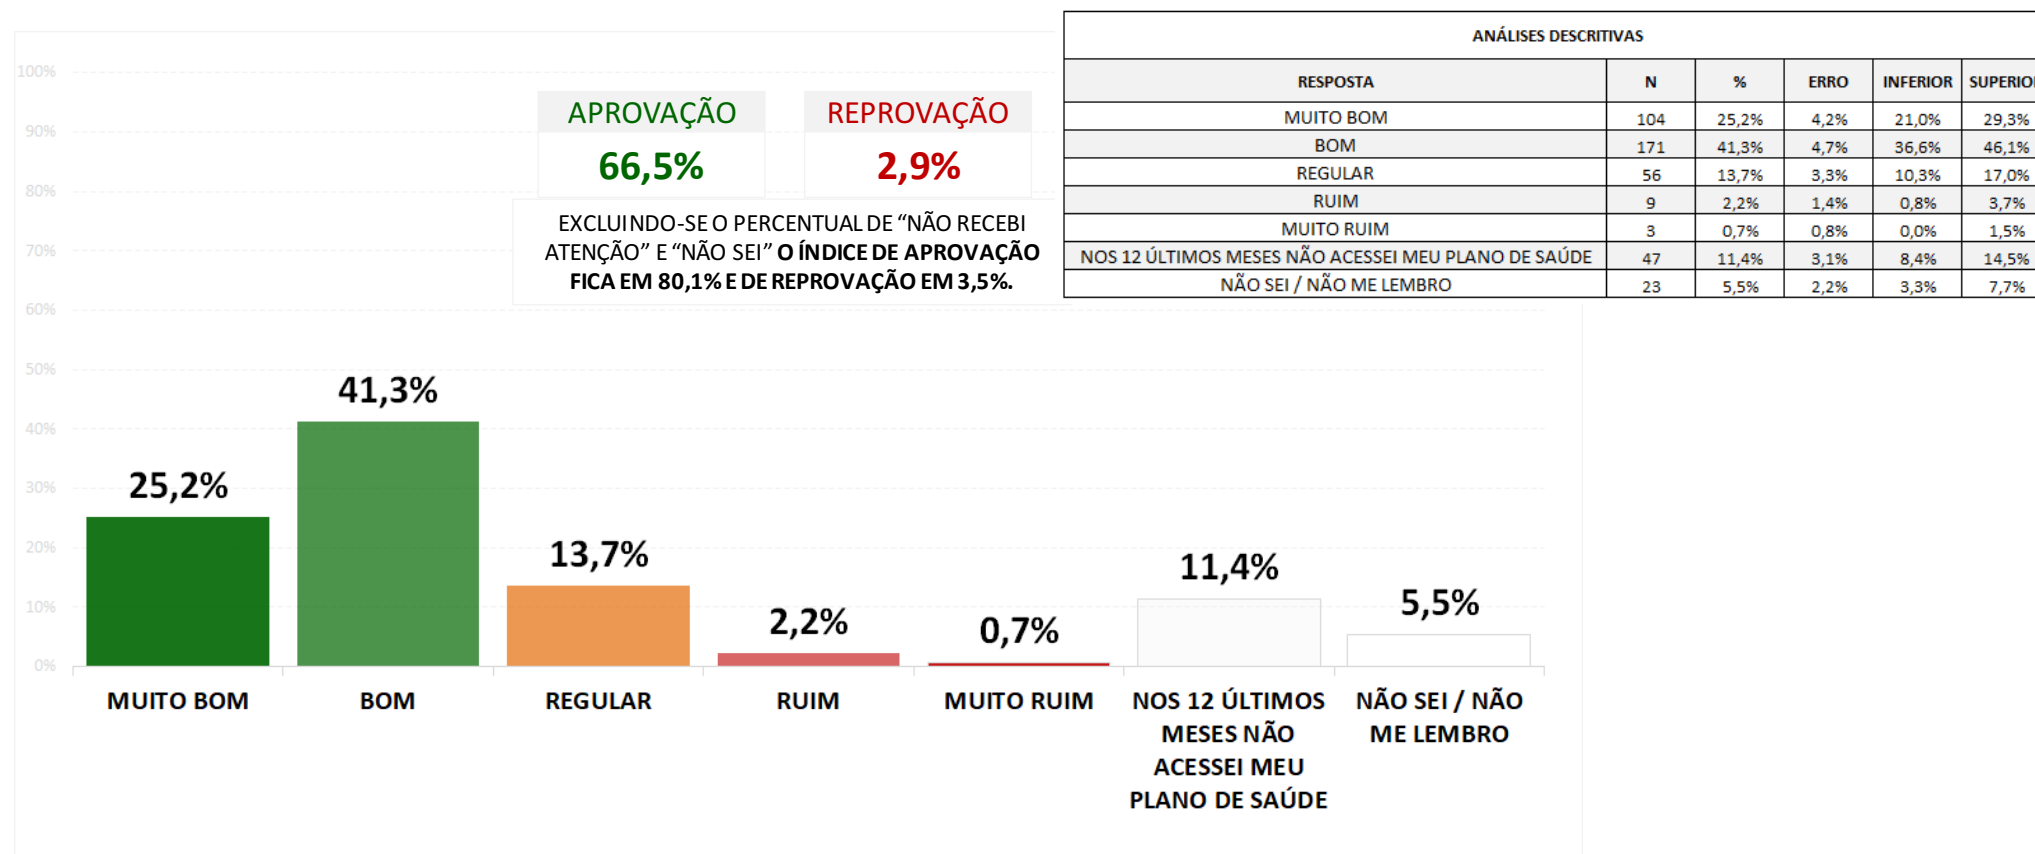 ANÁLISES DESCRITIVAS
RESPOSTA N % ERRO INFERIOR SUPERIOR
MUITO BOM 104 25,2% 4,2% 21,0% 29,3%
BOM 171 41,3% 4,7% 36,6% 46,1%
REGULAR 56 13,7% 3,3% 10,3% 17,0%
RUIM 9 2,2% 1,4% 0,8% 3,7%
MUITO RUIM 3 0,7% 0,8% 0,0% 1,5%
NOS 12 ÚLTIMOS MESES NÃO ACESSEI MEU PLANO DE SAÚDE 47 11,4% 3,1% 8,4% 14,5%
NÃO SEI / NÃO ME LEMBRO 23 5,5% 2,2% 3,3% 7,7%
APROVAÇÃO
66,5%
REPROVAÇÃO
2,9%
EXCLUINDO-SE O PERCENTUAL DE “NÃO RECEBI
ATENÇÃO” E “NÃO SEI” O ÍNDICE DE APROVAÇÃO
FICA EM 80,1% E DE REPROVAÇÃO EM 3,5%.
100%
90%
80%
70%
60%
50%
40%
30%
20%
10%
0%
25,2%
41,3%
13,7%
2,2%
0,7%
11,4%
5,5%
MUITO BOM
BOM
REGULAR
RUIM
MUITO RUIM
NOS 12 ÚLTIMOS
MESES NÃO
ACESSEI MEU
PLANO DE SAÚDE
NÃO SEI / NÃO
ME LEMBRO